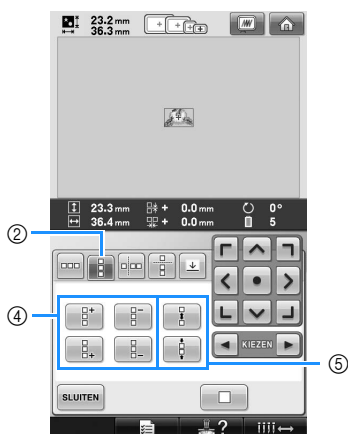 23.2 mm
36.3 mm
23.3 mm 0.0 mm 0°
36.4 mm 0.0 mm 5
②
④
KIEZEN
⑤
SLUITEN
?